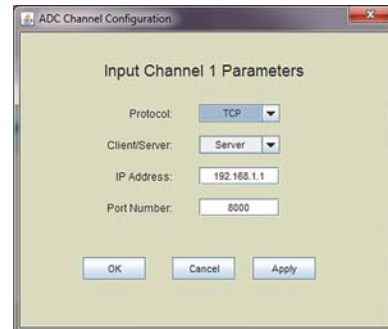 ADC Channel Configuration
Input Channel 1 Parameters
Protocol: TCP
Client/Server: Server
IP Address: 192.168.1.1
Port Number: 8000
OK Cancel Apply